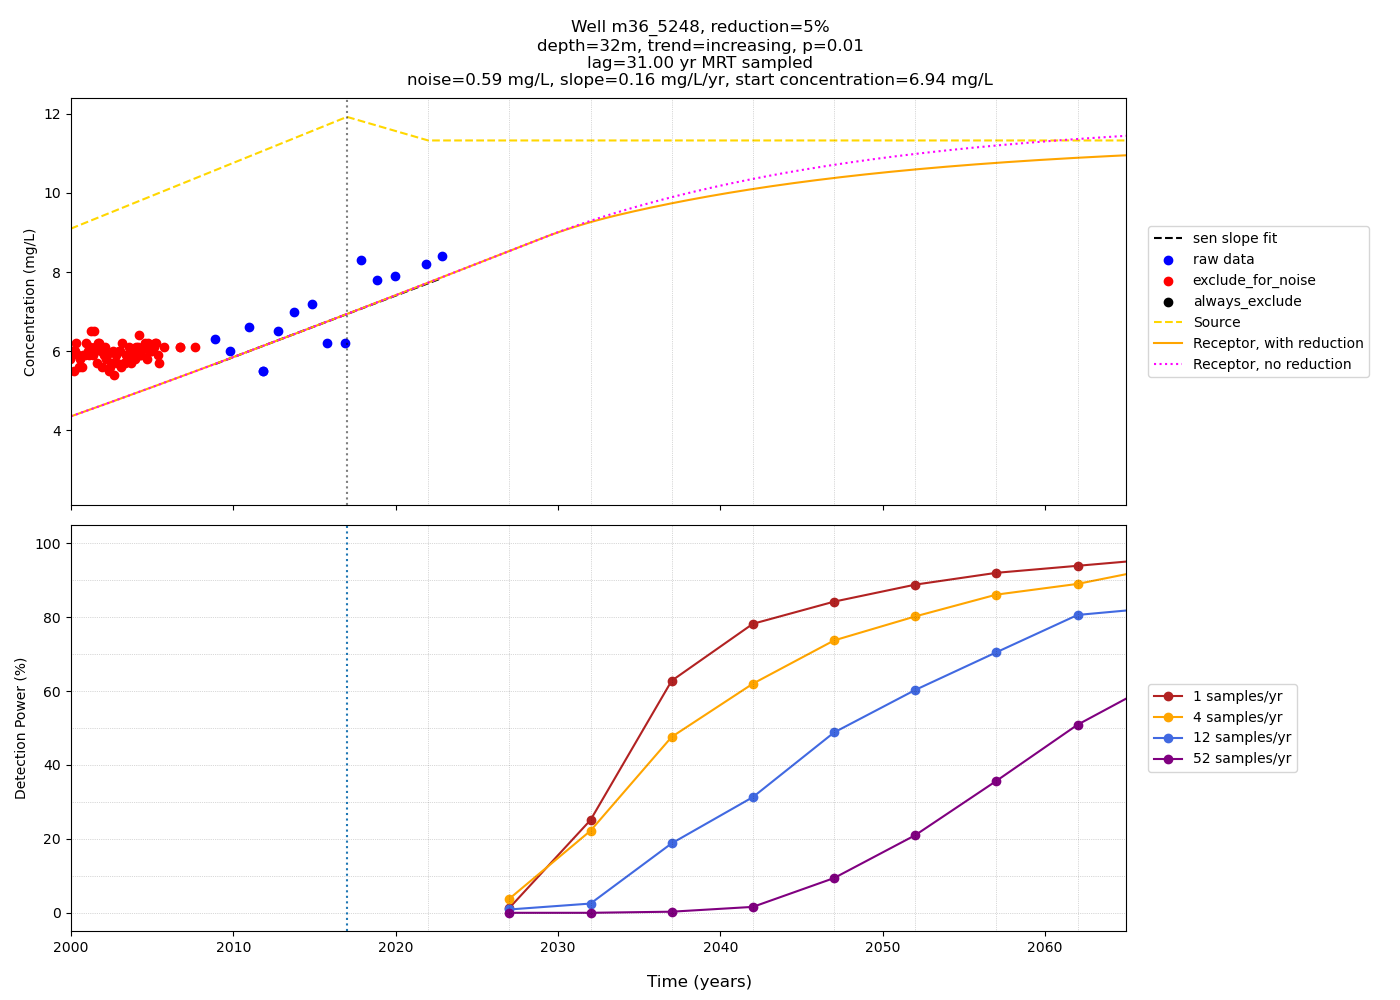 Well m36_5248, reduction=5%
depth=32m, trend=increasing, p=0.01
lag=31.00 yr MRT sampled
noise=0.59 mg/L, slope=0.16 mg/L/yr, start concentration=6.94 mg/L
Concentration (mg/L)
12
10
8
6
4
sen slope fit
raw data
exclude_for_noise
always_exclude
Source
Receptor, with reduction
Receptor, no reduction
Detection Power (%)
100
80
60
40
20
0
1 samples/yr
4 samples/yr
12 samples/yr
52 samples/yr
2000 2010 2020 2030 2040 2050 2060
Time (years)